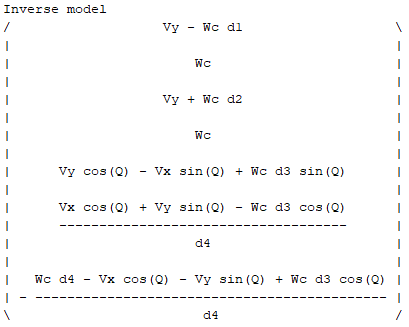 Inverse model
/ Vy - Wc d1 \
| |
| Wc |
| |
| Vy + Wc d2 |
| |
| Wc |
| |
| Vy cos(Q) - Vx sin(Q) + Wc d3 sin(Q) |
| |
| Vx cos(Q) + Vy sin(Q) - Wc d3 cos(Q) |
| ------------------------------------ |
| d4 |
| |
| Wc d4 - Vx cos(Q) - Vy sin(Q) + Wc d3 cos(Q) |
| - -------------------------------------------- |
\ d4 /